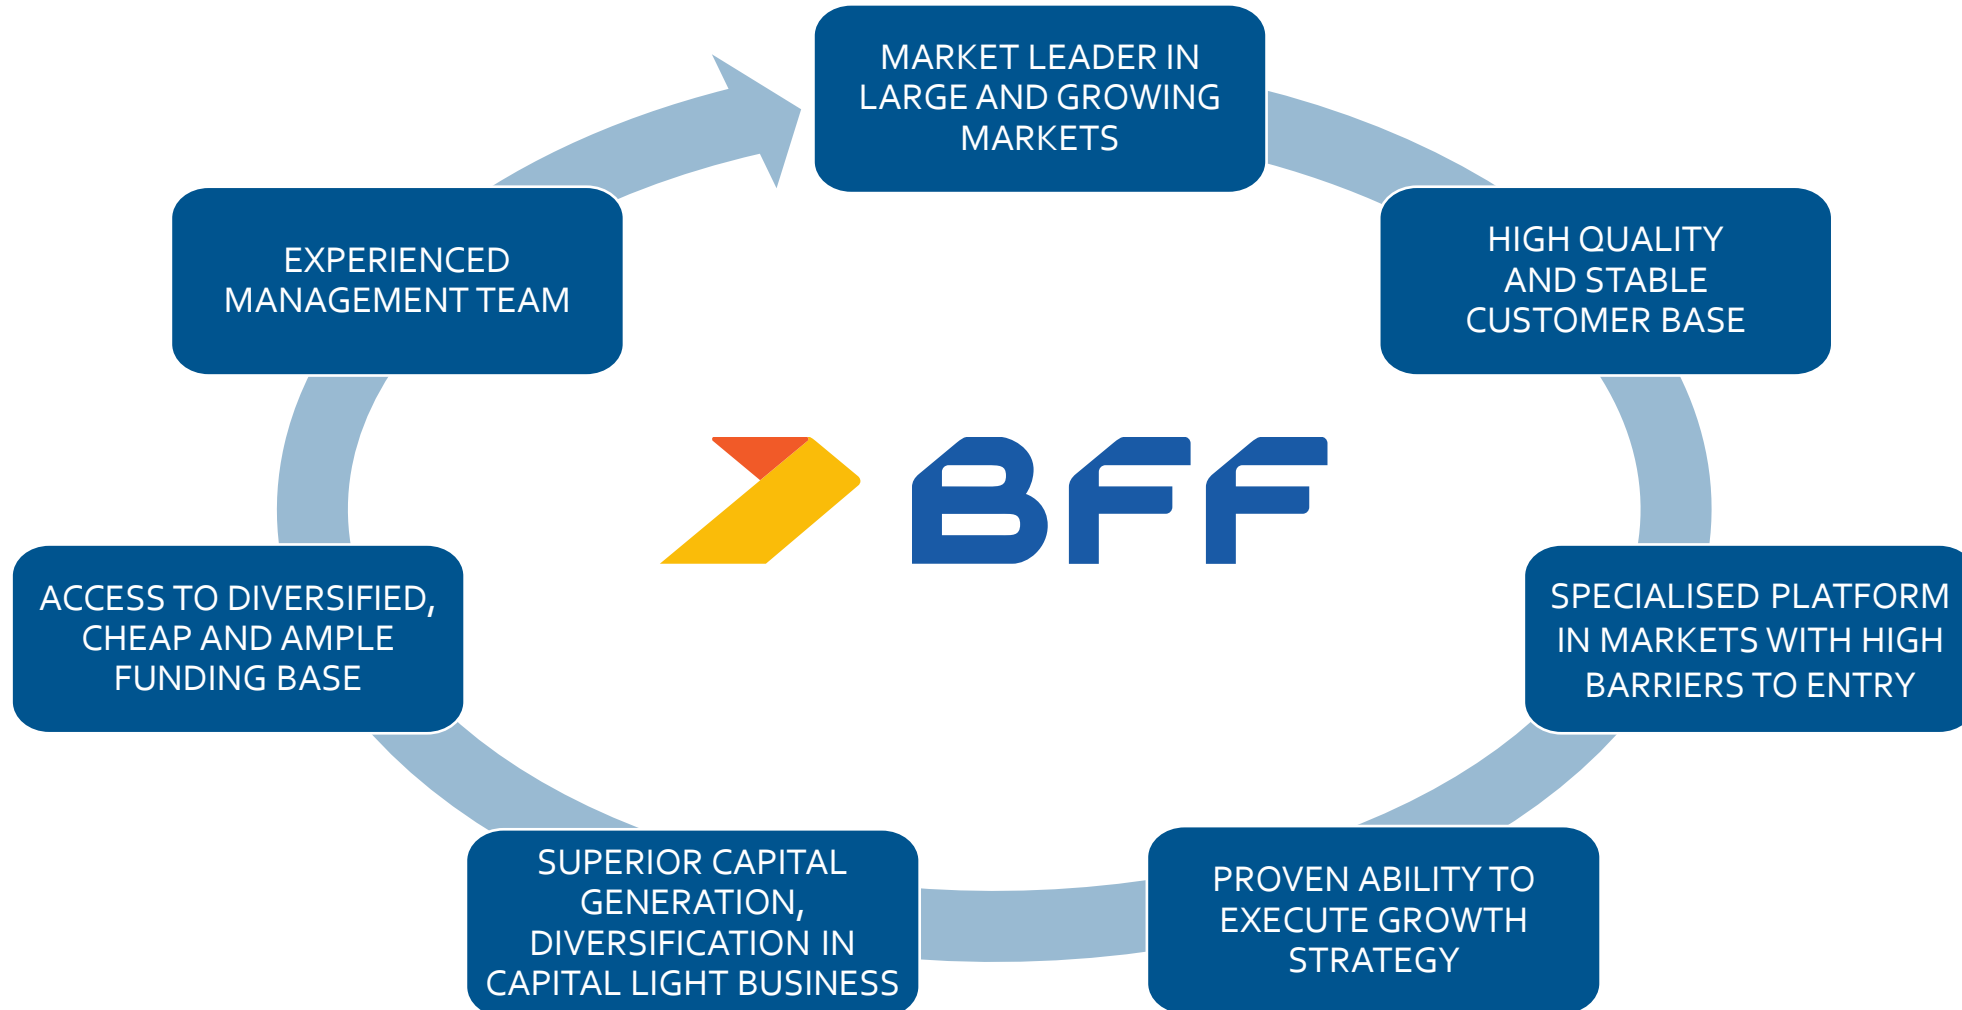 MARKET LEADER IN
LARGE AND GROWING
MARKETS
HIGH QUALITY
AND STABLE
CUSTOMER BASE
SPECIALISED PLATFORM
IN MARKETS WITH HIGH
BARRIERS TO ENTRY
PROVEN ABILITY TO
EXECUTE GROWTH
STRATEGY
SUPERIOR CAPITAL
GENERATION,
DIVERSIFICATION IN
CAPITAL LIGHT BUSINESS
ACCESS TO DIVERSIFIED,
CHEAP AND AMPLE
FUNDING BASE
EXPERIENCED
MANAGEMENT TEAM
BFF